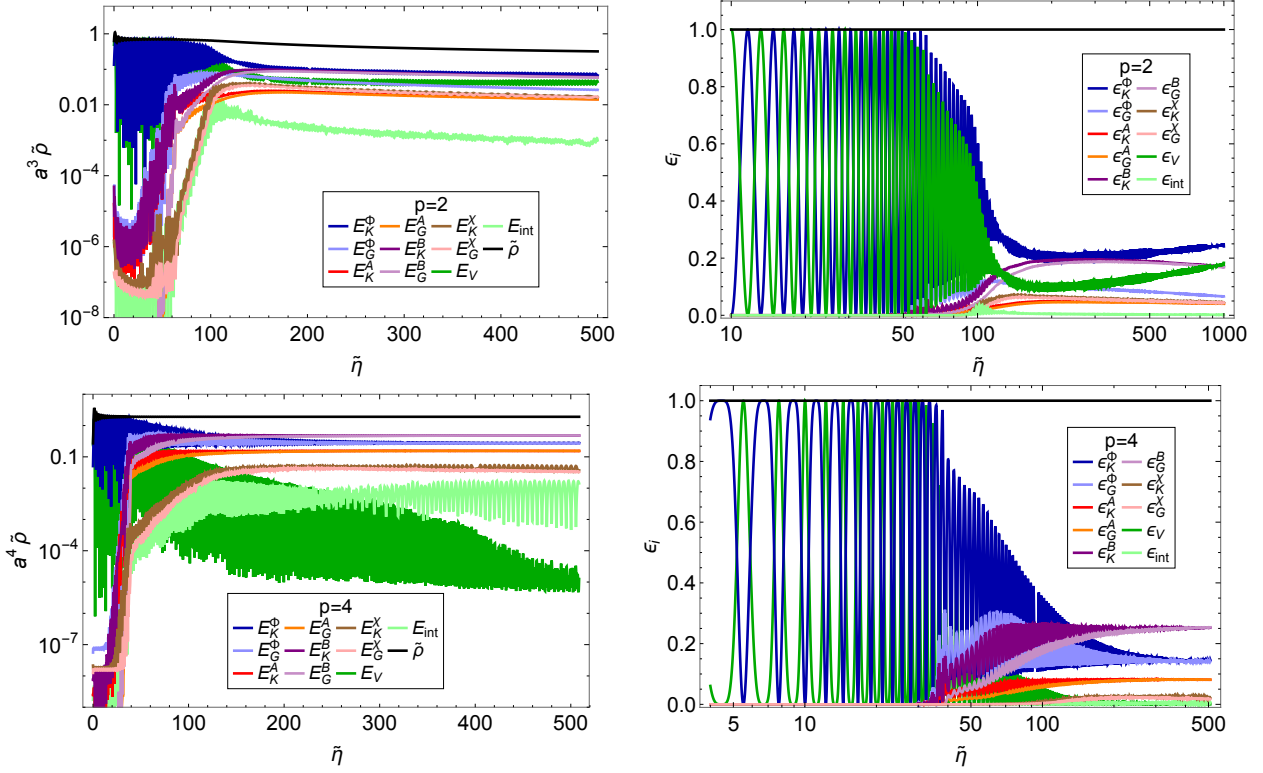 1
0.01
10⁻⁴
10⁻⁶
10⁻⁸
a³ ρ̃
0 100 200 300 400 500
η̃
p=2
E_K^Φ E_G^A E_K^χ E_int
E_G^Φ E_K^B E_G^χ ρ̃
E_K^A E_G^B E_V
1.0
0.8
0.6
0.4
0.2
0.0
ϵ_i
10 50 100 500 1000
η̃
p=2
ϵ_K^Φ ϵ_G^B
ϵ_G^Φ ϵ_K^χ
ϵ_K^A ϵ_G^χ
ϵ_G^A ϵ_V
ϵ_K^B ϵ_int
0.1
10⁻⁴
10⁻⁷
a⁴ ρ̃
0 100 200 300 400 500
η̃
p=4
E_K^Φ E_G^A E_K^χ E_int
E_G^Φ E_K^B E_G^χ ρ̃
E_K^A E_G^B E_V
1.0
0.8
0.6
0.4
0.2
0.0
ϵ_i
5 10 50 100 500
η̃
p=4
ϵ_K^Φ ϵ_G^B
ϵ_G^Φ ϵ_K^χ
ϵ_K^A ϵ_G^χ
ϵ_G^A ϵ_V
ϵ_K^B ϵ_int